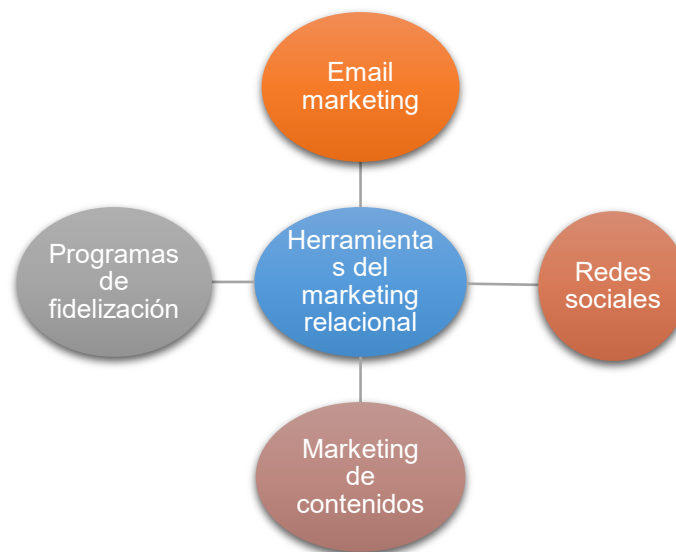 Email
marketing
Programas
de
fidelización
Herramienta
s del
marketing
relacional
Redes
sociales
Marketing
de
contenidos